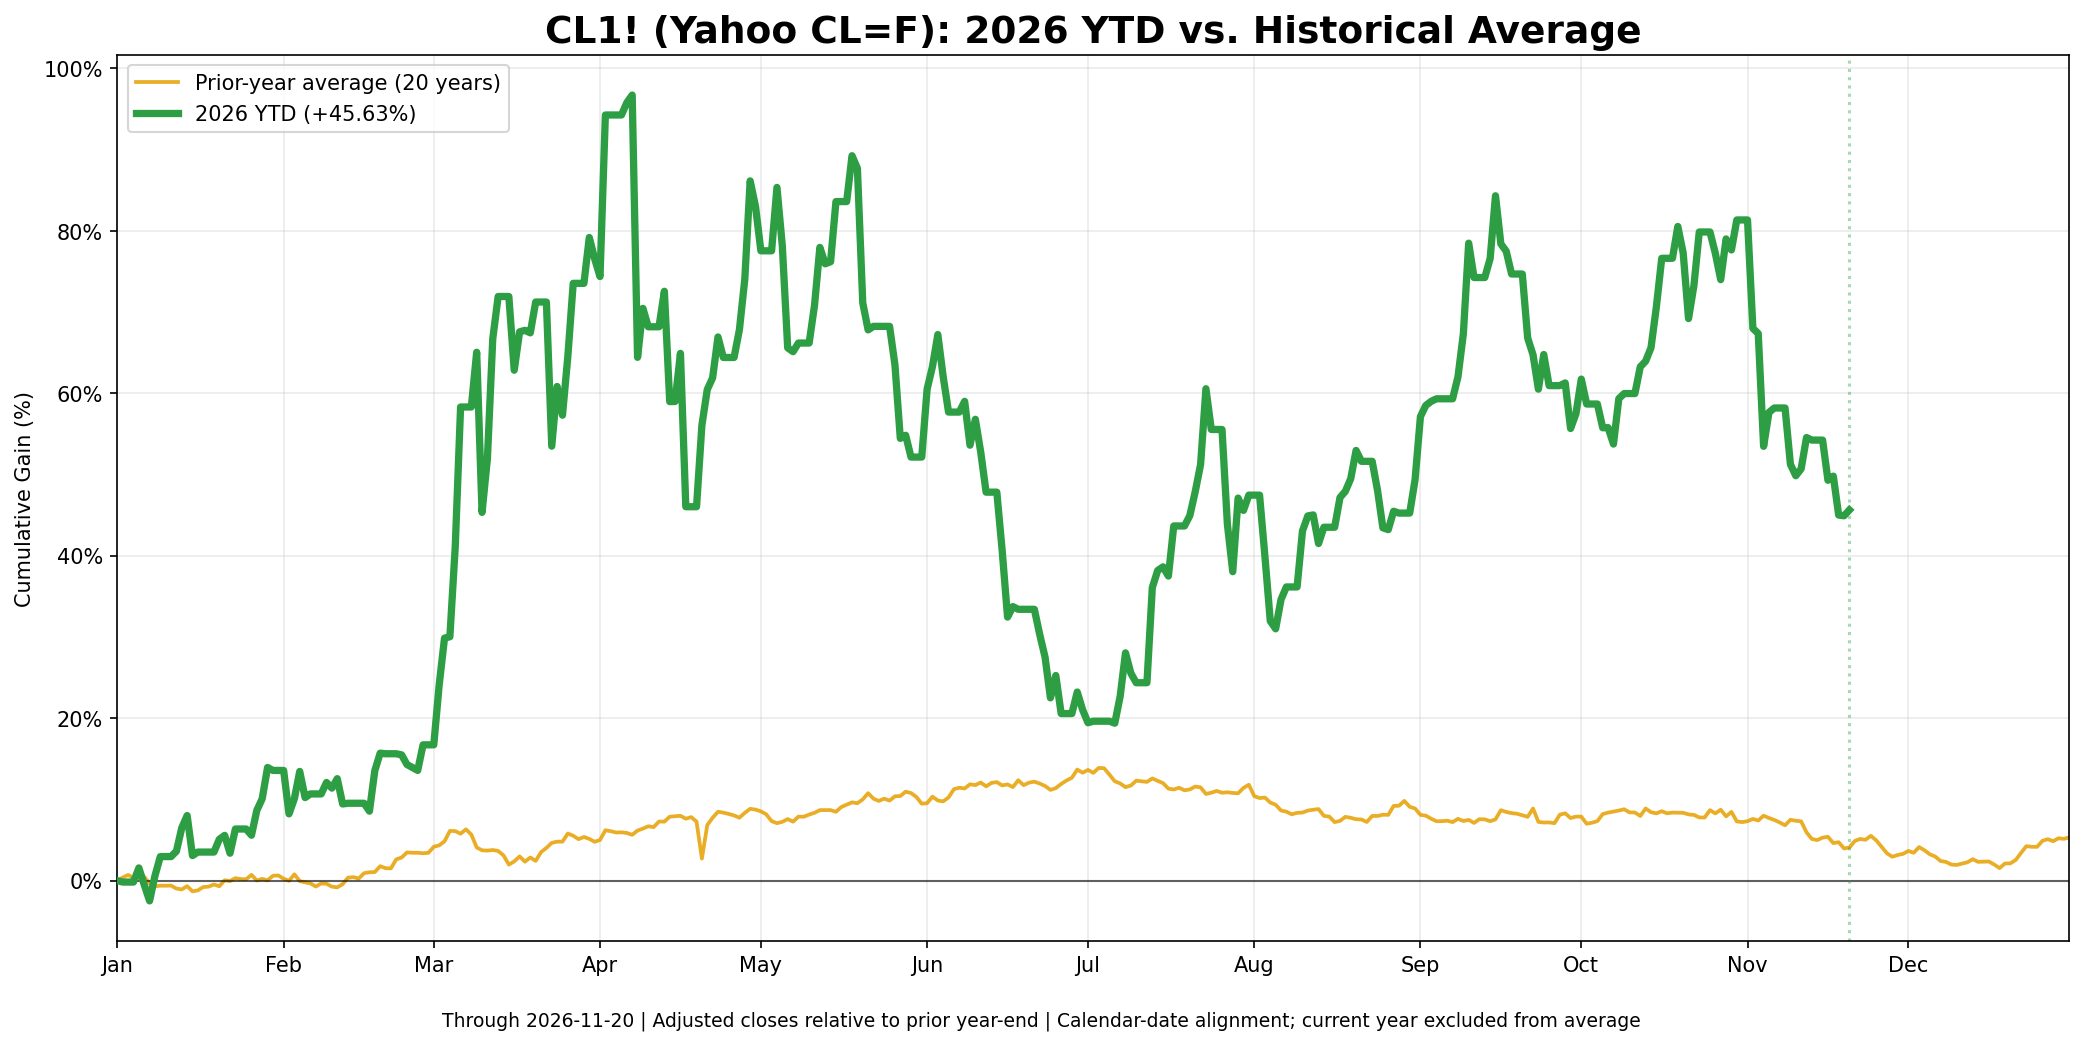 CL1! (Yahoo CL=F): 2026 YTD vs. Historical Average
Prior-year average (20 years)
2026 YTD (+45.63%)
Cumulative Gain (%)
100%
80%
60%
40%
20%
0%
Jan Feb Mar Apr May Jun Jul Aug Sep Oct Nov Dec
Through 2026-11-20 | Adjusted closes relative to prior year-end | Calendar-date alignment; current year excluded from average